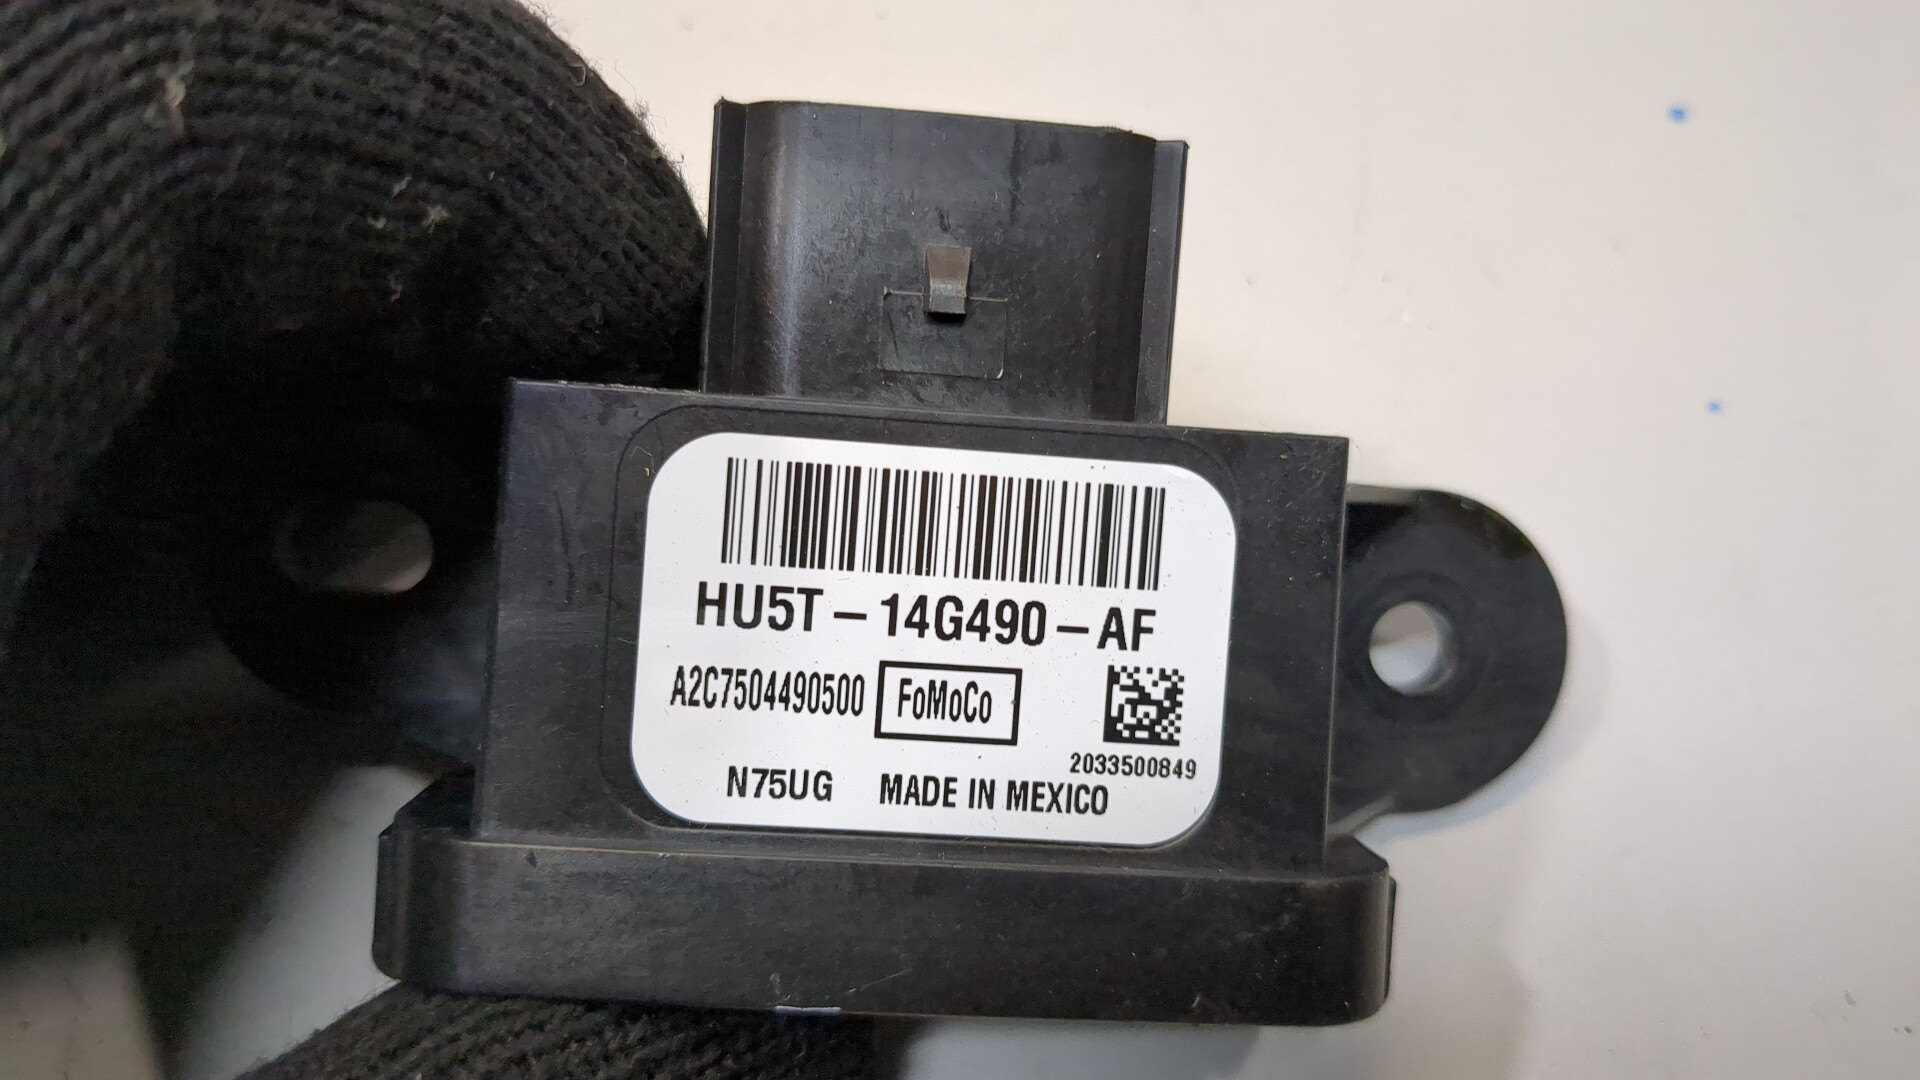 HU5T-14G490-AF
A2C7504490500 FoMoCo
2033500849
N75UG MADE IN MEXICO